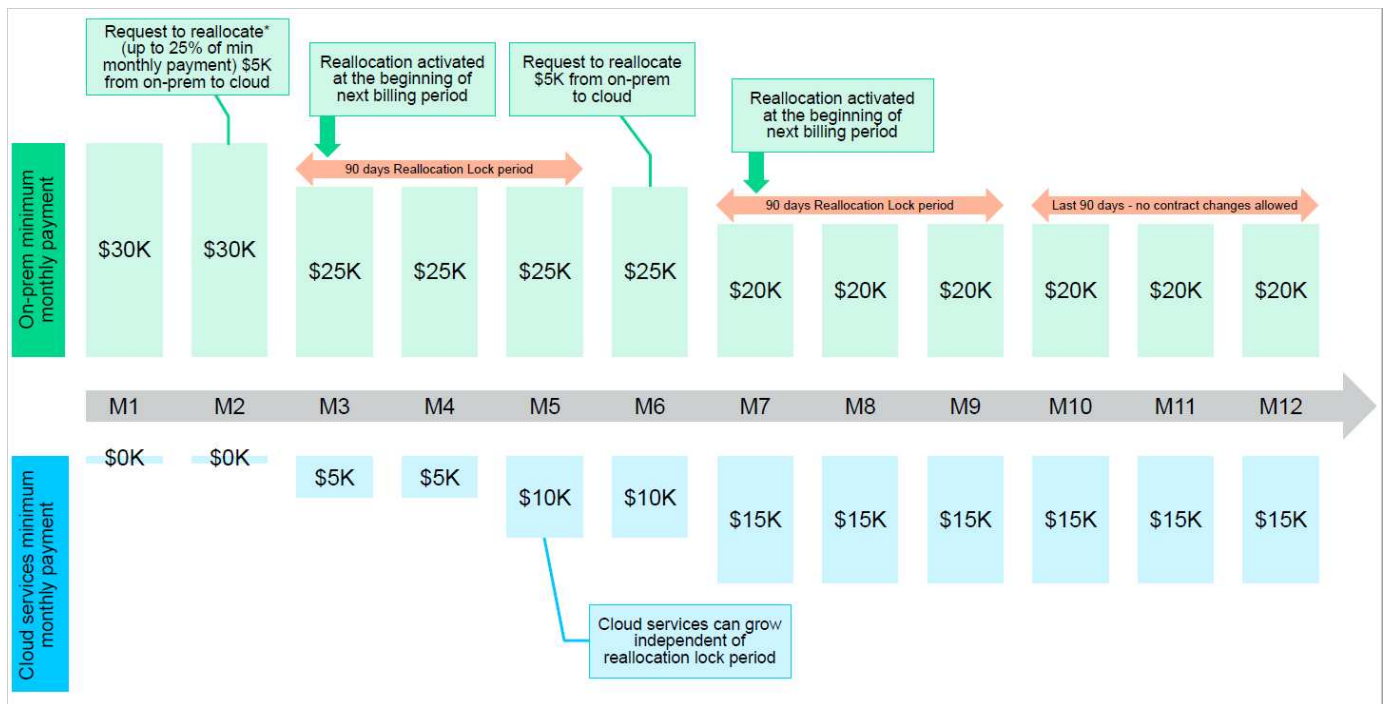 Request to reallocate*
(up to 25% of min
monthly payment) $5K
from on-prem to cloud
Reallocation activated
at the beginning of
next billing period
Request to reallocate
$5K from on-prem
to cloud
Reallocation activated
at the beginning of
next billing period
90 days Reallocation Lock period
90 days Reallocation Lock period
Last 90 days - no contract changes allowed
On-prem minimum
monthly payment
$30K
$30K
$25K
$25K
$25K
$25K
$20K
$20K
$20K
$20K
$20K
$20K
M1
M2
M3
M4
M5
M6
M7
M8
M9
M10
M11
M12
Cloud services minimum
monthly payment
$0K
$0K
$5K
$5K
$10K
$10K
$15K
$15K
$15K
$15K
$15K
$15K
Cloud services can grow
independent of
reallocation lock period